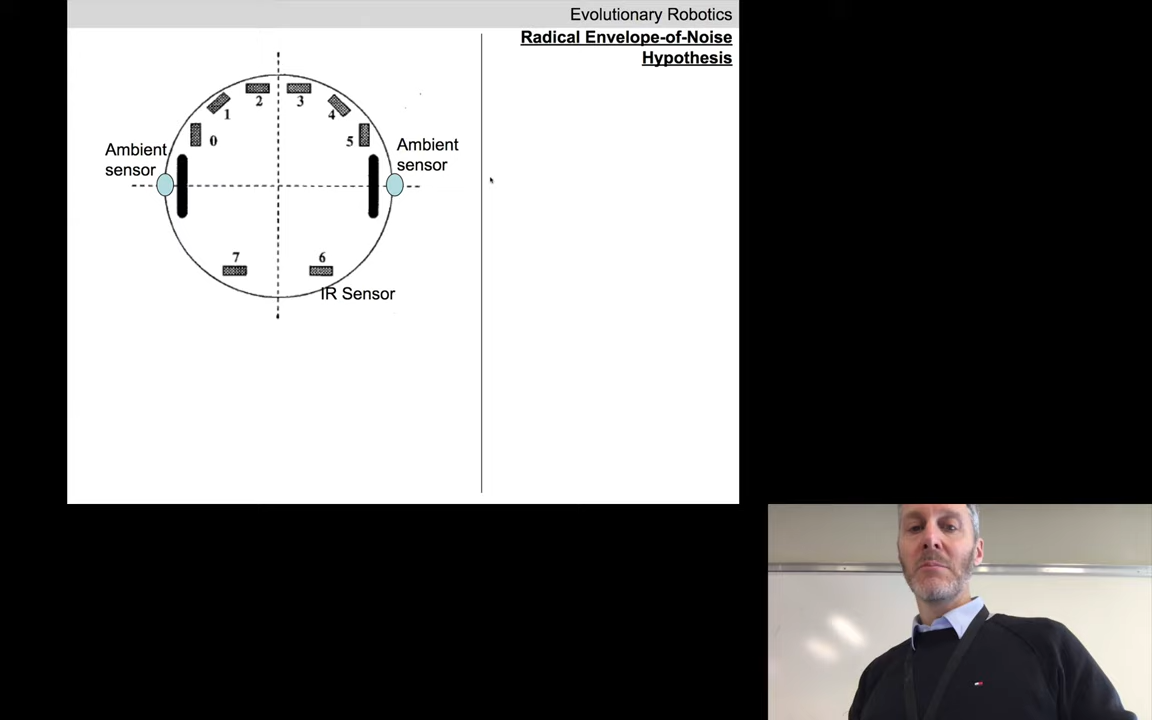 Evolutionary Robotics
Radical Envelope-of-Noise
Hypothesis
2
3
1
4
0
5
Ambient
sensor
Ambient
sensor
7
6
IR Sensor